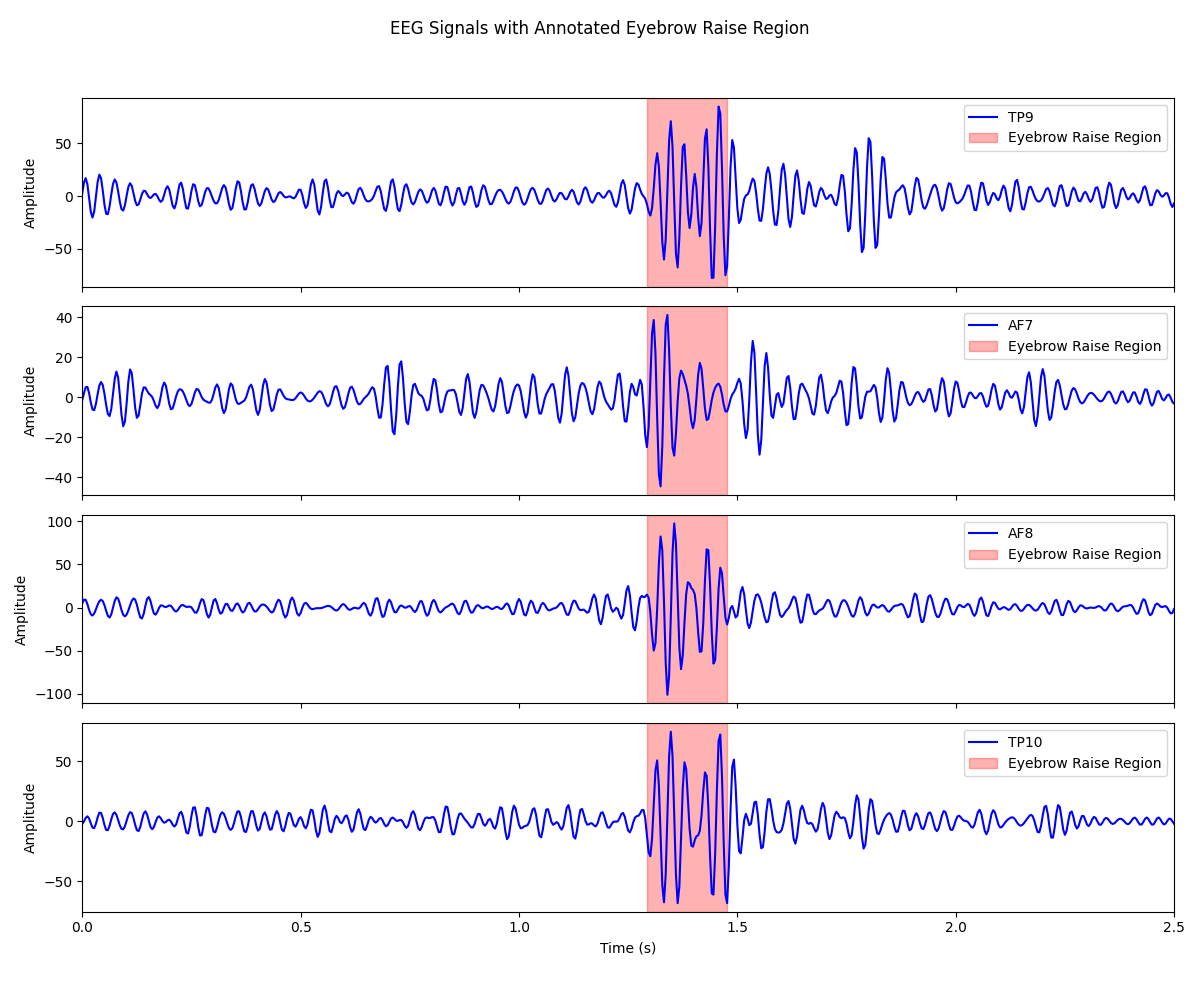 EEG Signals with Annotated Eyebrow Raise Region
Amplitude
50
0
−50
TP9
Eyebrow Raise Region
Amplitude
40
20
0
−20
−40
AF7
Eyebrow Raise Region
Amplitude
100
50
0
−50
−100
AF8
Eyebrow Raise Region
Amplitude
50
0
−50
TP10
Eyebrow Raise Region
0.0 0.5 1.0 1.5 2.0 2.5
Time (s)